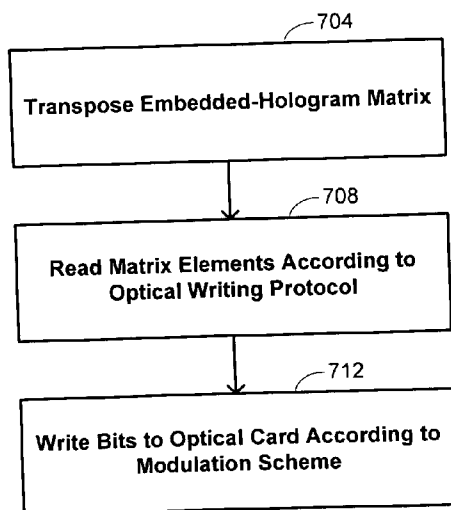 704
Transpose Embedded-Hologram Matrix
708
Read Matrix Elements According to
Optical Writing Protocol
712
Write Bits to Optical Card According to
Modulation Scheme